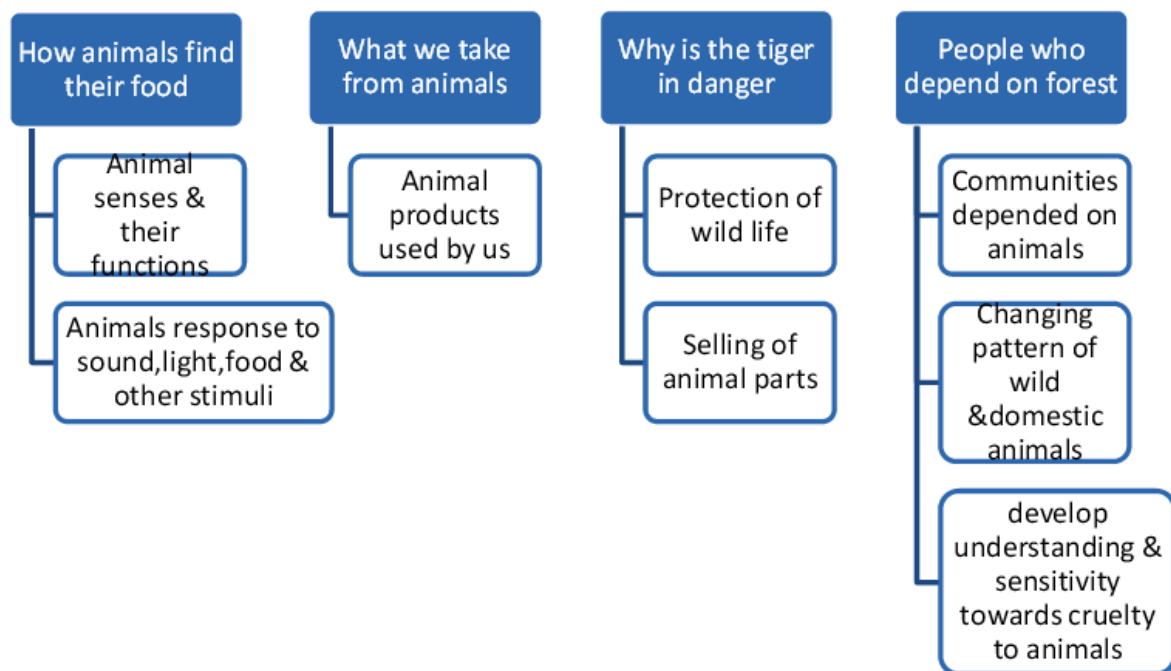 How animals find
their food
Animal
senses &
their
functions
Animals response to
sound,light,food &
other stimuli
What we take
from animals
Animal
products
used by us
Why is the tiger
in danger
Protection of
wild life
Selling of
animal parts
People who
depend on forest
Communities
depended on
animals
Changing
pattern of
wild
&domestic
animals
develop
understanding &
sensitivity
towards cruelty
to animals